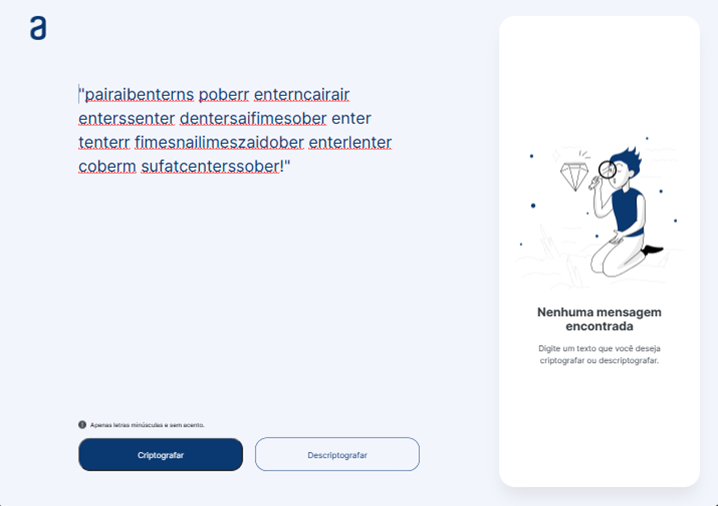 a
"pairaibenterns poberr enterncairair
enterssenter dentersaifimesober enter
tenterr fimesnailimeszaidober enterlenter
coberm sufatcenterssober!"
Nenhuma mensagem
encontrada
Digite um texto que você deseja
criptografar ou descriptografar.
! Apenas letras minúsculas e sem acento.
Criptografar
Descriptografar